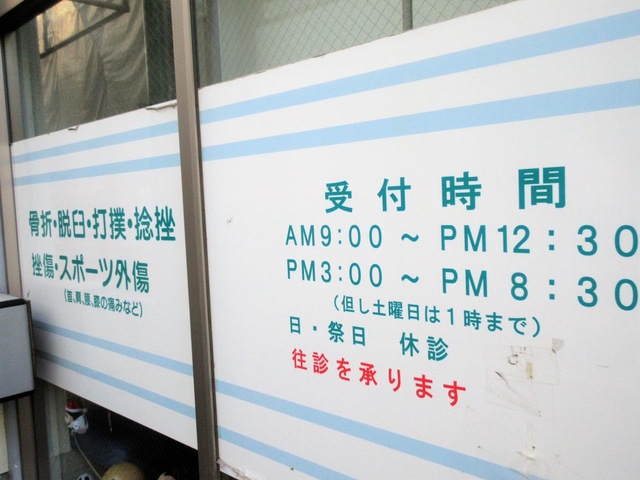 骨折・脱臼・打撲・捻挫
挫傷・スポーツ外傷
(首、肩、腰、膝の痛みなど)
受付時間
AM9:00 ～ PM12:30
PM3:00 ～ PM 8:30
(但し土曜日は1時まで)
日・祭日 休診
往診を承ります